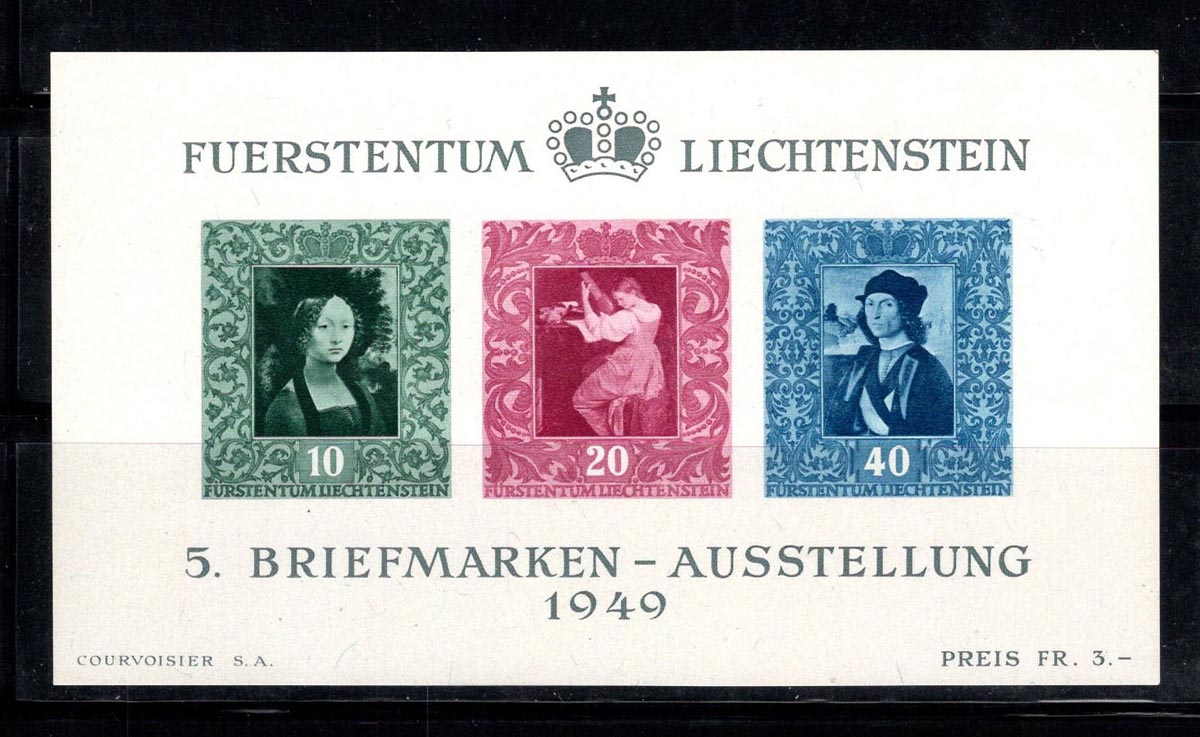 FUERSTENTUM LIECHTENSTEIN
10
FÜRSTENTUM LIECHTENSTEIN
20
FÜRSTENTUM LIECHTENSTEIN
40
FÜRSTENTUM LIECHTENSTEIN
5. BRIEFMARKEN – AUSSTELLUNG
1949
COURVOISIER S.A.
PREIS FR. 3.–